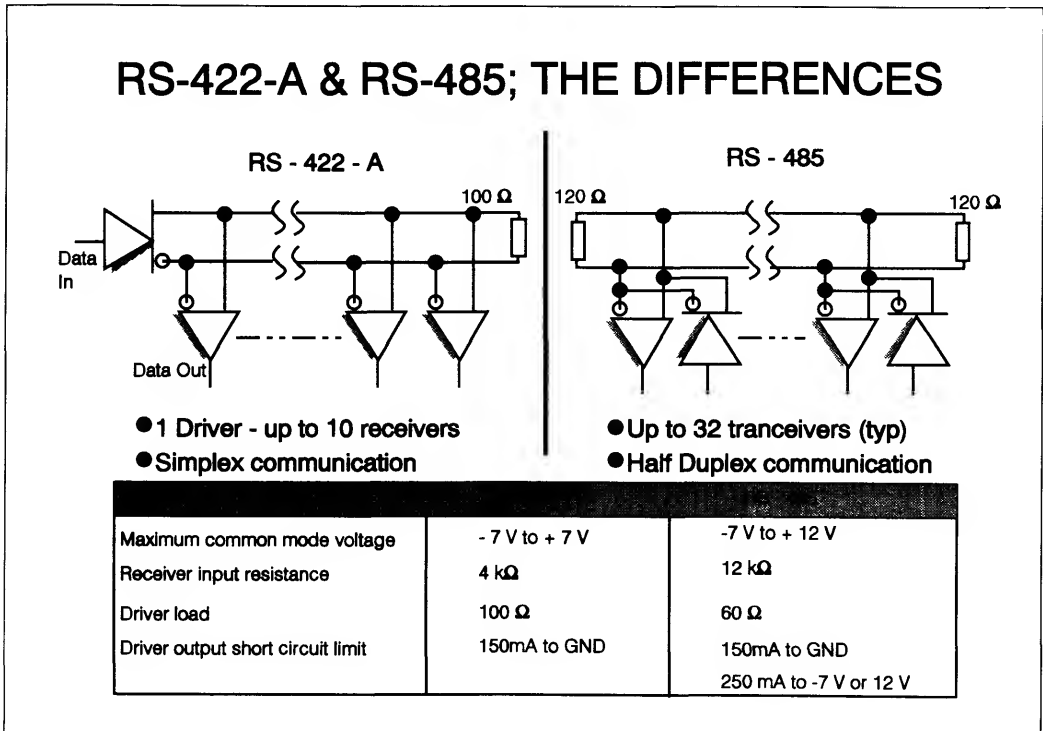 RS-422-A & RS-485; THE DIFFERENCES
RS - 422 - A
100 Ω
Data
In
Data Out
● 1 Driver - up to 10 receivers
● Simplex communication
RS - 485
120 Ω
120 Ω
● Up to 32 tranceivers (typ)
● Half Duplex communication
Maximum common mode voltage - 7 V to + 7 V -7 V to + 12 V
Receiver input resistance 4 kΩ 12 kΩ
Driver load 100 Ω 60 Ω
Driver output short circuit limit 150mA to GND 150mA to GND
250 mA to -7 V or 12 V